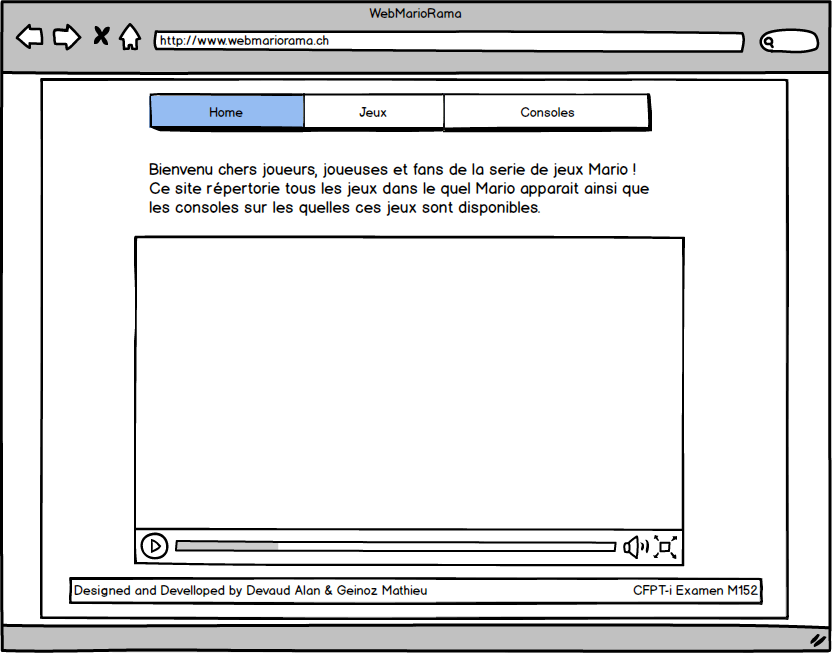 WebMarioRama
http://www.webmariorama.ch
Home Jeux Consoles
Bienvenu chers joueurs, joueuses et fans de la serie de jeux Mario !
Ce site répertorie tous les jeux dans le quel Mario apparait ainsi que
les consoles sur les quelles ces jeux sont disponibles.
Designed and Develloped by Devaud Alan & Geinoz Mathieu CFPT-i Examen M152